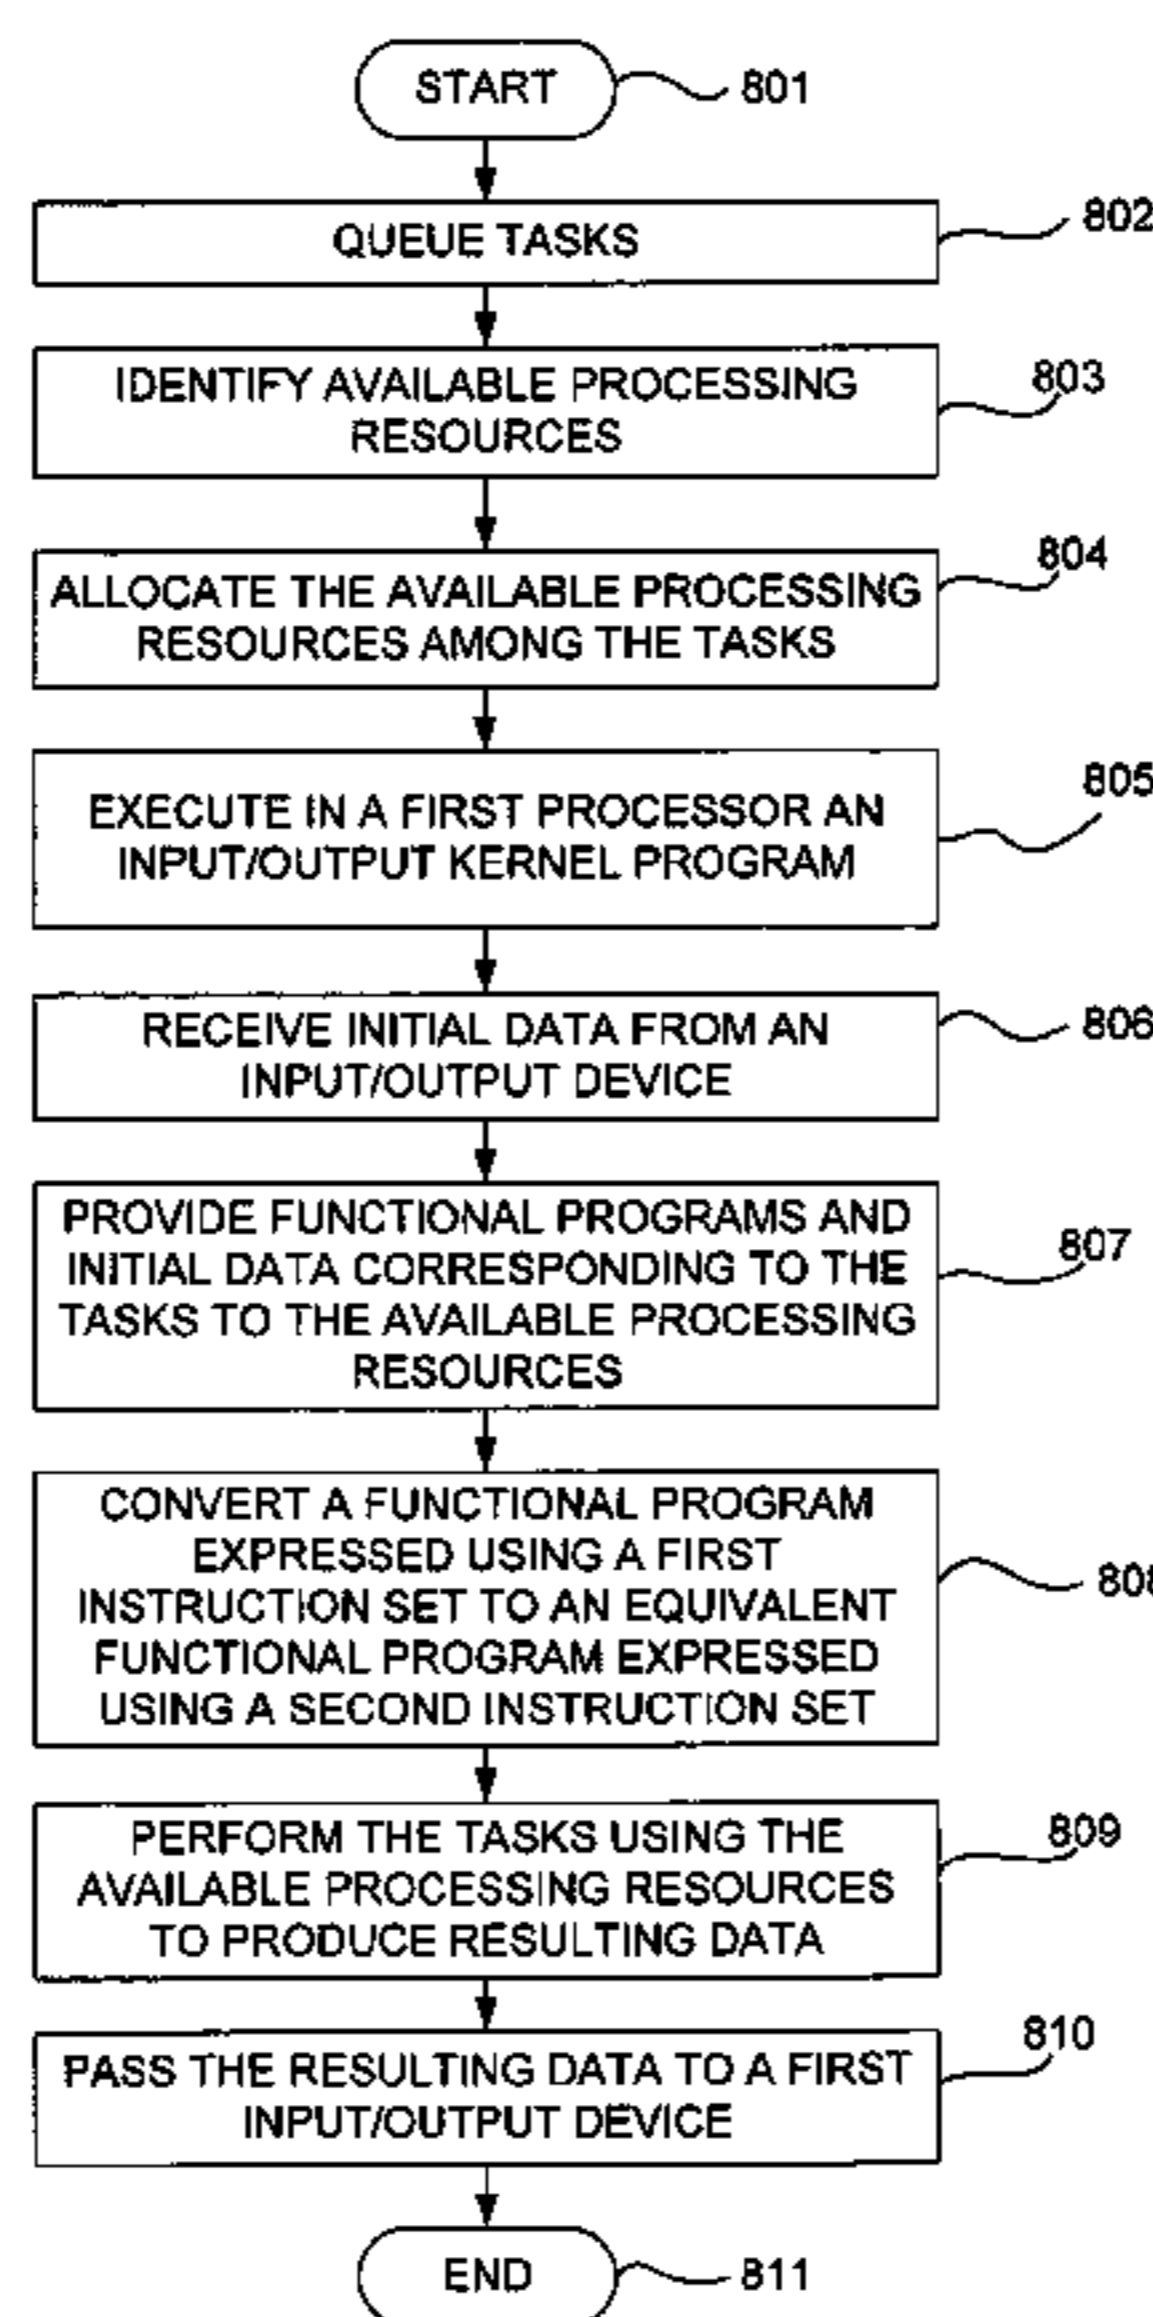 START
801
QUEUE TASKS
802
IDENTIFY AVAILABLE PROCESSING
RESOURCES
803
ALLOCATE THE AVAILABLE PROCESSING
RESOURCES AMONG THE TASKS
804
EXECUTE IN A FIRST PROCESSOR AN
INPUT/OUTPUT KERNEL PROGRAM
805
RECEIVE INITIAL DATA FROM AN
INPUT/OUTPUT DEVICE
806
PROVIDE FUNCTIONAL PROGRAMS AND
INITIAL DATA CORRESPONDING TO THE
TASKS TO THE AVAILABLE PROCESSING
RESOURCES
807
CONVERT A FUNCTIONAL PROGRAM
EXPRESSED USING A FIRST
INSTRUCTION SET TO AN EQUIVALENT
FUNCTIONAL PROGRAM EXPRESSED
USING A SECOND INSTRUCTION SET
808
PERFORM THE TASKS USING THE
AVAILABLE PROCESSING RESOURCES
TO PRODUCE RESULTING DATA
809
PASS THE RESULTING DATA TO A FIRST
INPUT/OUTPUT DEVICE
810
END
811